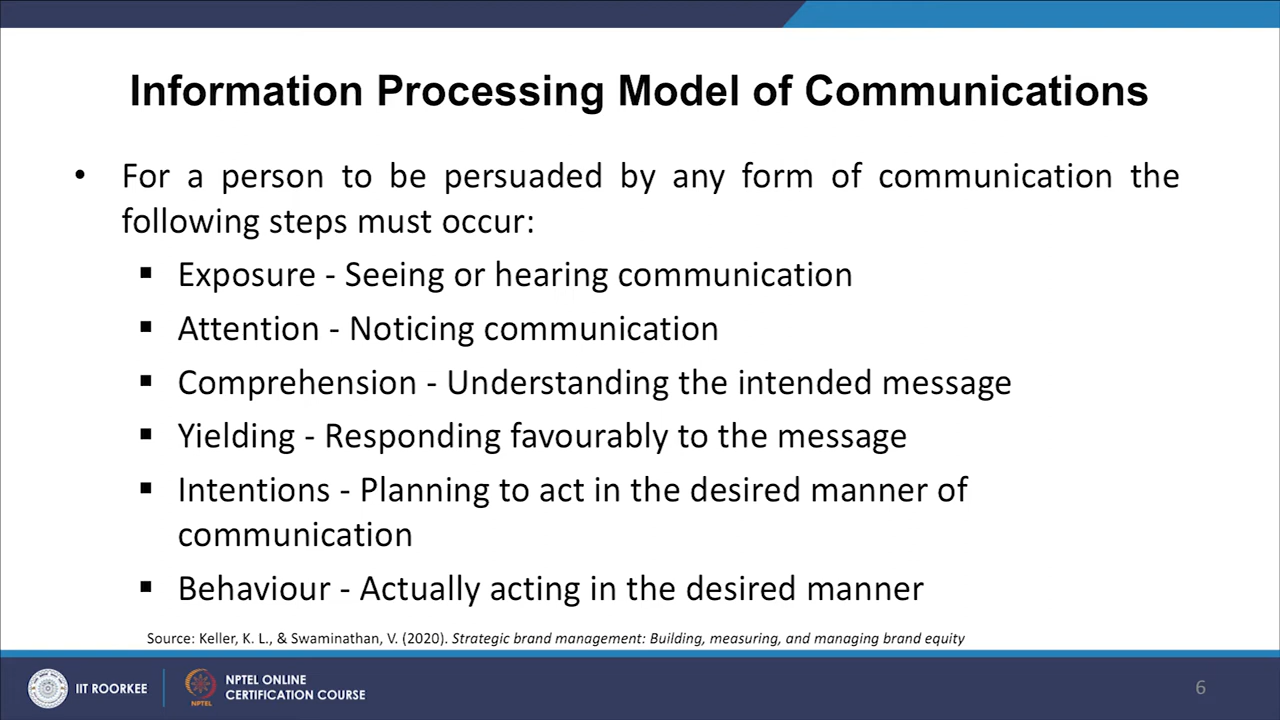 Information Processing Model of Communications
• For a person to be persuaded by any form of communication the
following steps must occur:
▪ Exposure - Seeing or hearing communication
▪ Attention - Noticing communication
▪ Comprehension - Understanding the intended message
▪ Yielding - Responding favourably to the message
▪ Intentions - Planning to act in the desired manner of
communication
▪ Behaviour - Actually acting in the desired manner
Source: Keller, K. L., & Swaminathan, V. (2020). Strategic brand management: Building, measuring, and managing brand equity
IIT ROORKEE
NPTEL
NPTEL ONLINE
CERTIFICATION COURSE
6